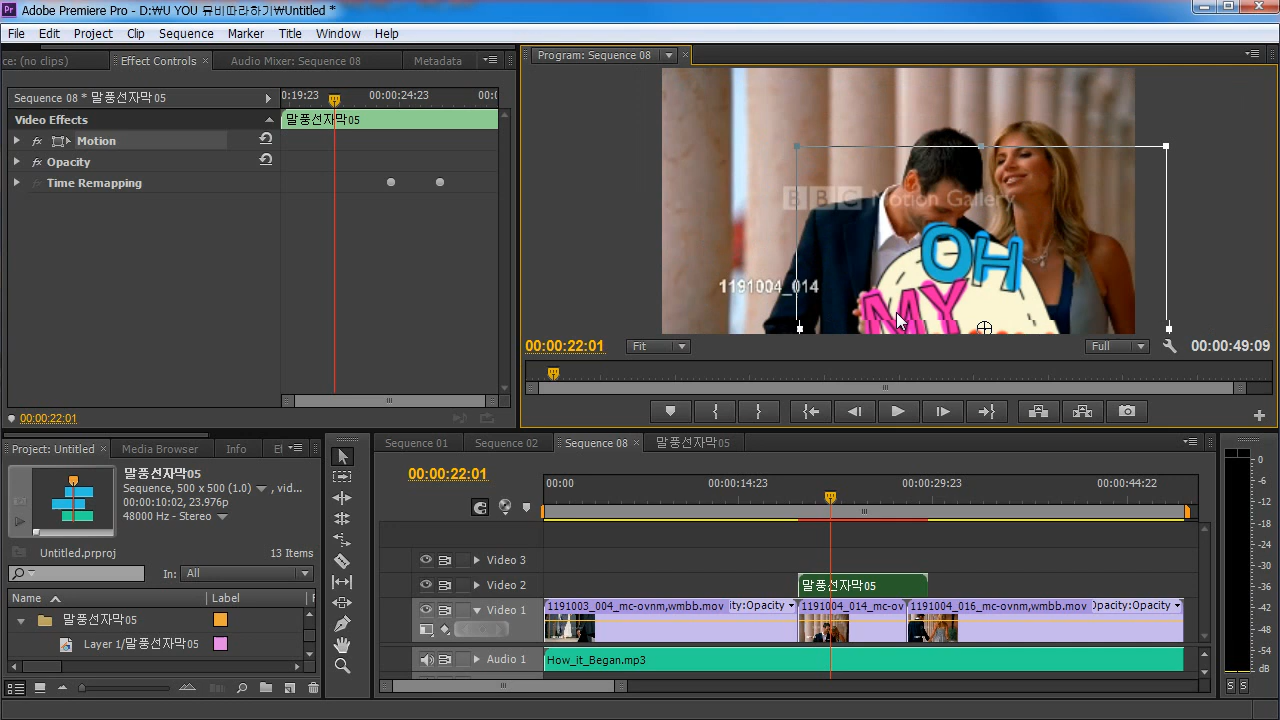 Adobe Premiere Pro - D:₩U YOU 뮤비따라하기₩Untitled *
File Edit Project Clip Sequence Marker Title Window Help
ce: (no clips) Effect Controls × Audio Mixer: Sequence 08 Metadata
Program: Sequence 08
Sequence 08 * 말풍선자막05
0:19:23 00:00:24:23 00:0
Video Effects
말풍선자막05
fx Motion
fx Opacity
Time Remapping
BBC Motion Gallery
1191004_014
OH
MY
00:00:22:01 Fit Full 00:00:49:09
00:00:22:01
Project: Untitled × Media Browser Info El
말풍선자막05
Sequence, 500 x 500 (1.0) , vid...
00:00:10:02, 23.976p
48000 Hz - Stereo
Untitled.prproj 13 Items
In: All
Name Label F
말풍선자막05
Layer 1/말풍선자막05
Sequence 01 Sequence 02 Sequence 08 × 말풍선자막05
00:00:22:01
00:00 00:00:14:23 00:00:29:23 00:00:44:22
Video 3
Video 2 말풍선자막05
Video 1 1191003_004_mc-ovnm,wmbb.mov ity:Opacity 1191004_014_mc-ov 1191004_016_mc-ovnm,wmbb.mov Opacity:Opacity
Audio 1 How_it_Began.mp3
0
-6
-12
-18
-24
-30
-36
-42
-48
-54
dB
S S